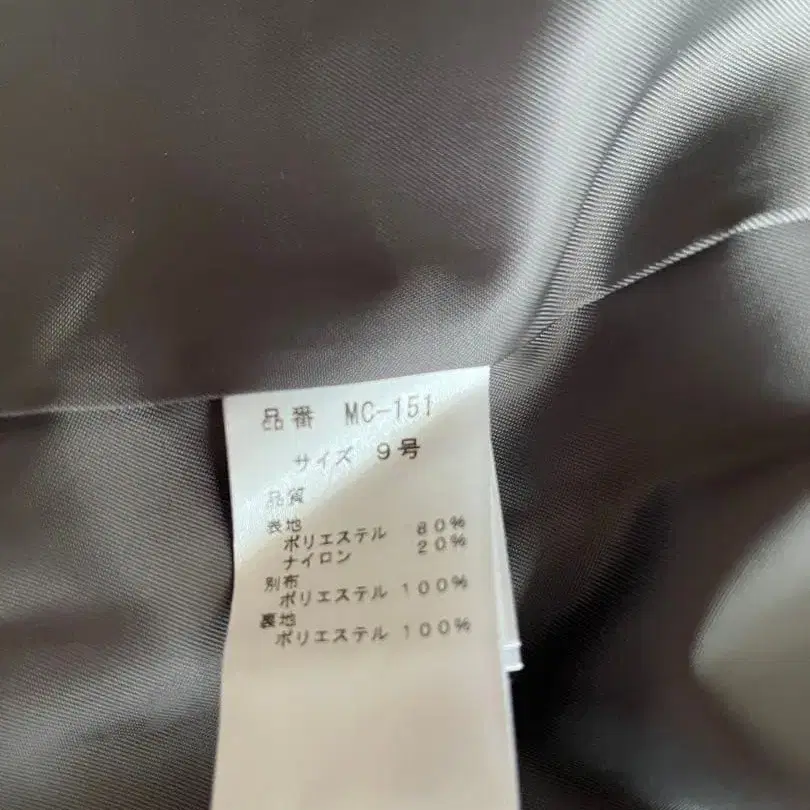 品番 MC-151
サイズ 9号
品質
表地
ポリエステル 80%
ナイロン 20%
別布
ポリエステル 100%
裏地
ポリエステル 100%